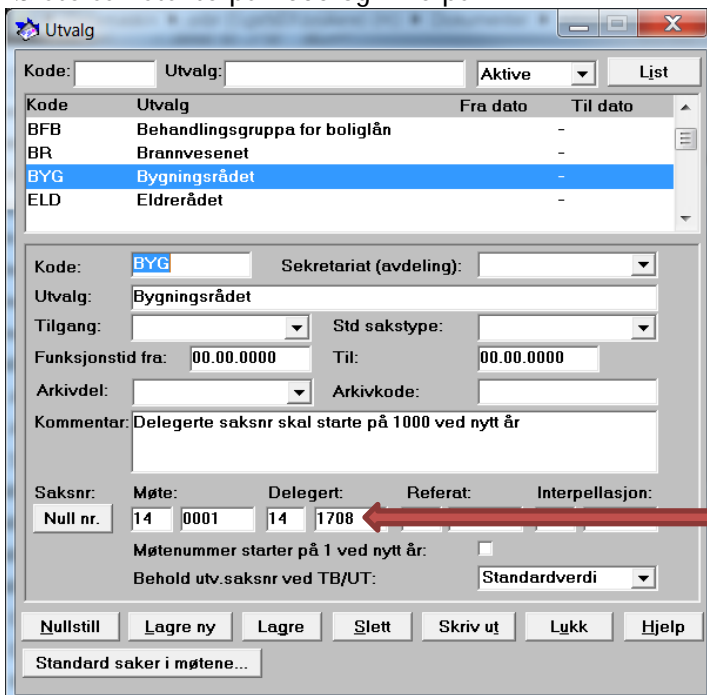 Utvalg
Kode: Utvalg: Aktive List
Kode Utvalg Fra dato Til dato
BFB Behandlingsgruppa for boliglån -
BR Brannvesenet -
BYG Bygningsrådet -
ELD Eldrerådet -
Kode: BYG Sekretariat (avdeling):
Utvalg: Bygningsrådet
Tilgang: Std sakstype:
Funksjonstid fra: 00.00.0000 Til: 00.00.0000
Arkivdel: Arkivkode:
Kommentar: Delegerte saksnr skal starte på 1000 ved nytt år
Saksnr: Møte: Delegert: Referat: Interpellasjon:
Null nr. 14 0001 14 1708
Møtenummer starter på 1 ved nytt år:
Behold utv.saksnr ved TB/UT: Standardverdi
Nullstill Lagre ny Lagre Slett Skriv ut Lukk Hjelp
Standard saker i møtene...